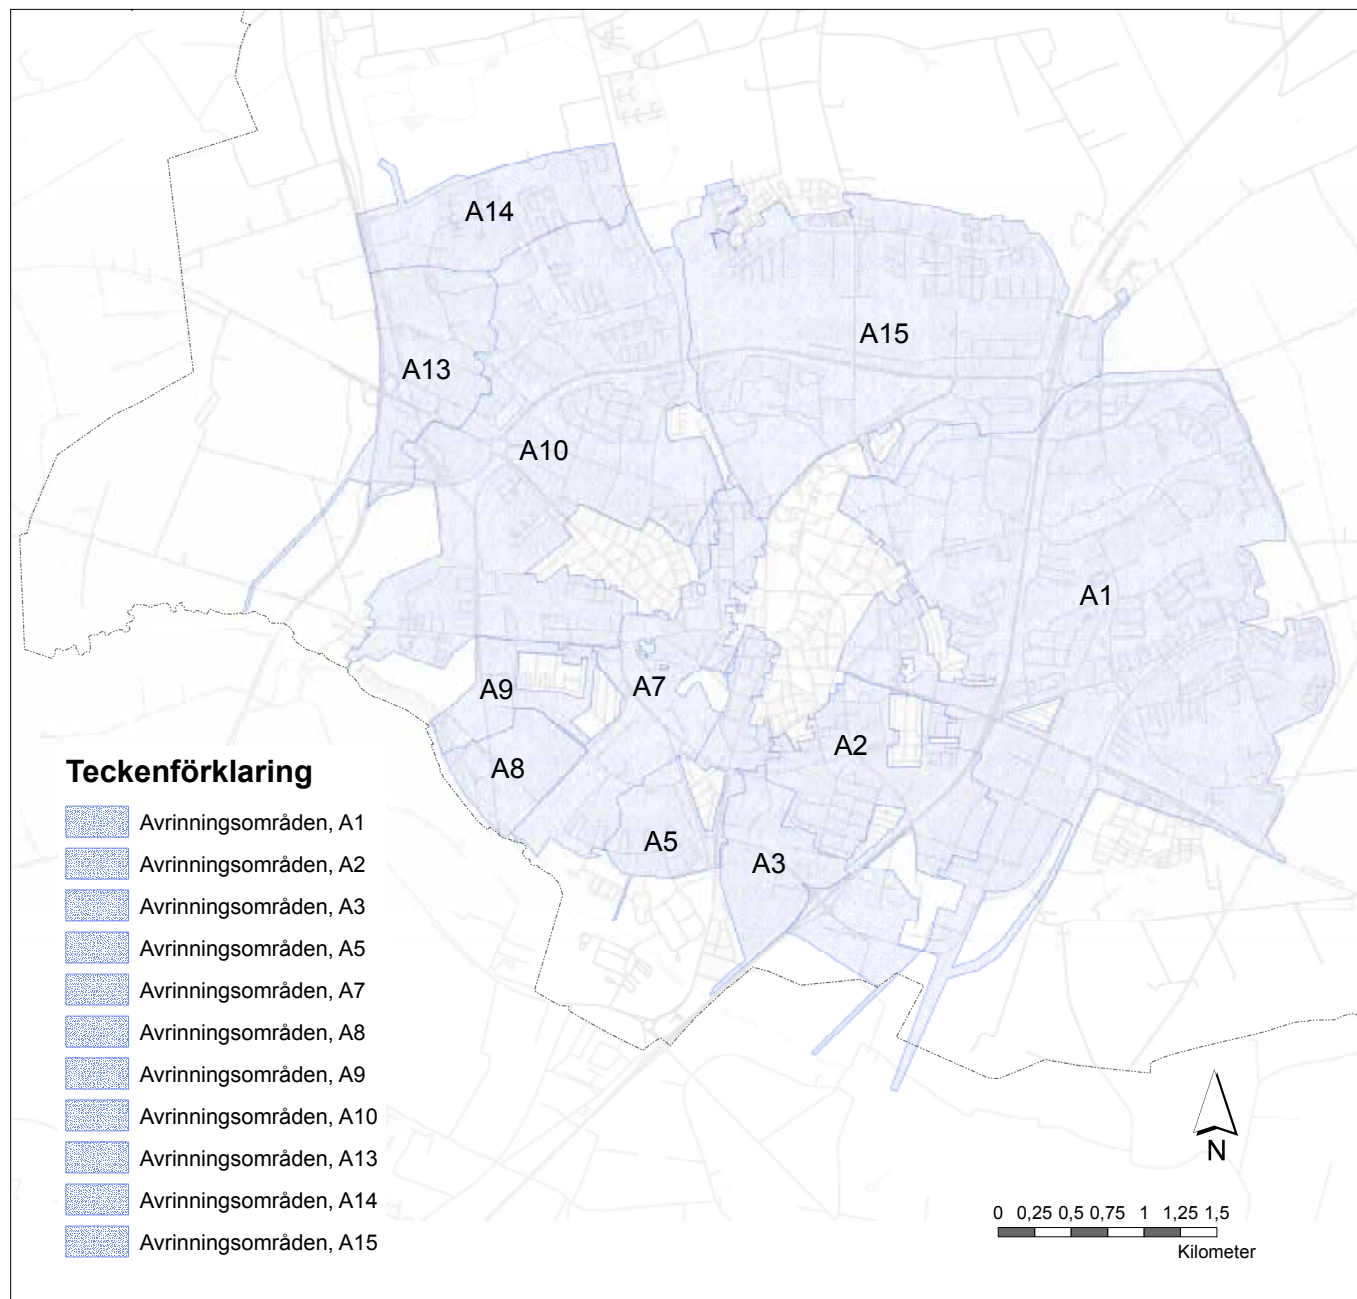 A14
A15
A13
A10
A1
A9
A7
A2
A8
A5
A3
Teckenförklaring
Avrinningsområden, A1
Avrinningsområden, A2
Avrinningsområden, A3
Avrinningsområden, A5
Avrinningsområden, A7
Avrinningsområden, A8
Avrinningsområden, A9
Avrinningsområden, A10
Avrinningsområden, A13
Avrinningsområden, A14
Avrinningsområden, A15
N
0 0,25 0,5 0,75 1 1,25 1,5
Kilometer